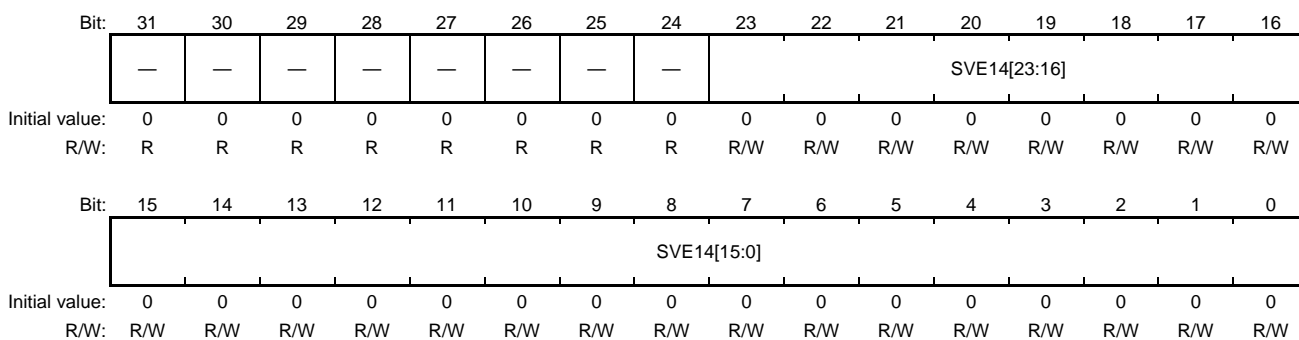 Bit: 31 30 29 28 27 26 25 24 23 22 21 20 19 18 17 16
— — — — — — — — SVE14[23:16]
Initial value: 0 0 0 0 0 0 0 0 0 0 0 0 0 0 0 0
R/W: R R R R R R R R R/W R/W R/W R/W R/W R/W R/W R/W
Bit: 15 14 13 12 11 10 9 8 7 6 5 4 3 2 1 0
SVE14[15:0]
Initial value: 0 0 0 0 0 0 0 0 0 0 0 0 0 0 0 0
R/W: R/W R/W R/W R/W R/W R/W R/W R/W R/W R/W R/W R/W R/W R/W R/W R/W